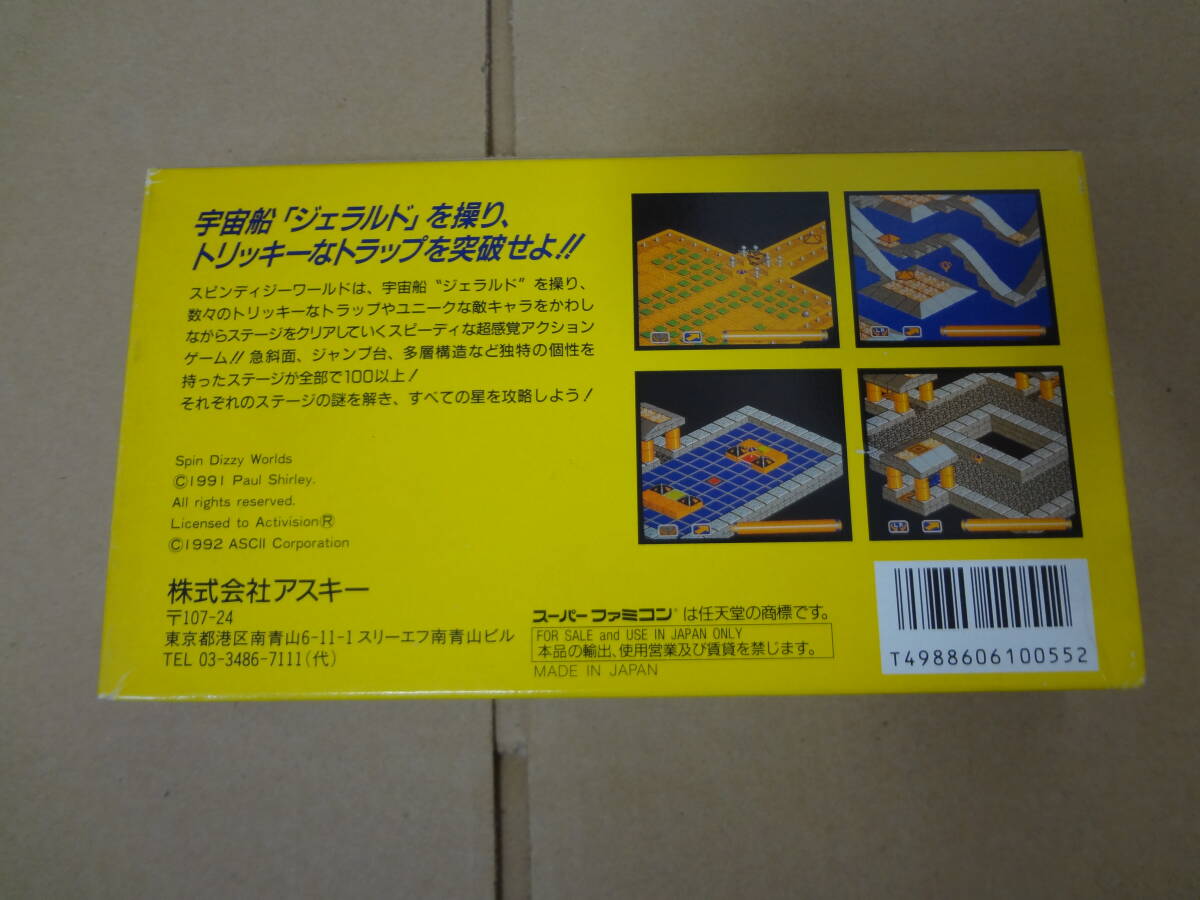 宇宙船「ジェラルド」を操り、
トリッキーなトラップを突破せよ!!
スピンディジーワールドは、宇宙船“ジェラルド”を操り、
数々のトリッキーなトラップやユニークな敵キャラをかわし
ながらステージをクリアしていくスピーディな超感覚アクション
ゲーム!! 急斜面、ジャンプ台、多層構造など独特の個性を
持ったステージが全部で100以上!
それぞれのステージの謎を解き、すべての星を攻略しよう!
Spin Dizzy Worlds
©1991 Paul Shirley.
All rights reserved.
Licensed to Activision®
©1992 ASCII Corporation
株式会社アスキー
〒107-24
東京都港区南青山6-11-1スリーエフ南青山ビル
TEL 03-3486-7111(代)
スーパーファミコン®は任天堂の商標です。
FOR SALE and USE IN JAPAN ONLY
本品の輸出、使用営業及び賃貸を禁じます。
MADE IN JAPAN
T4988606100552